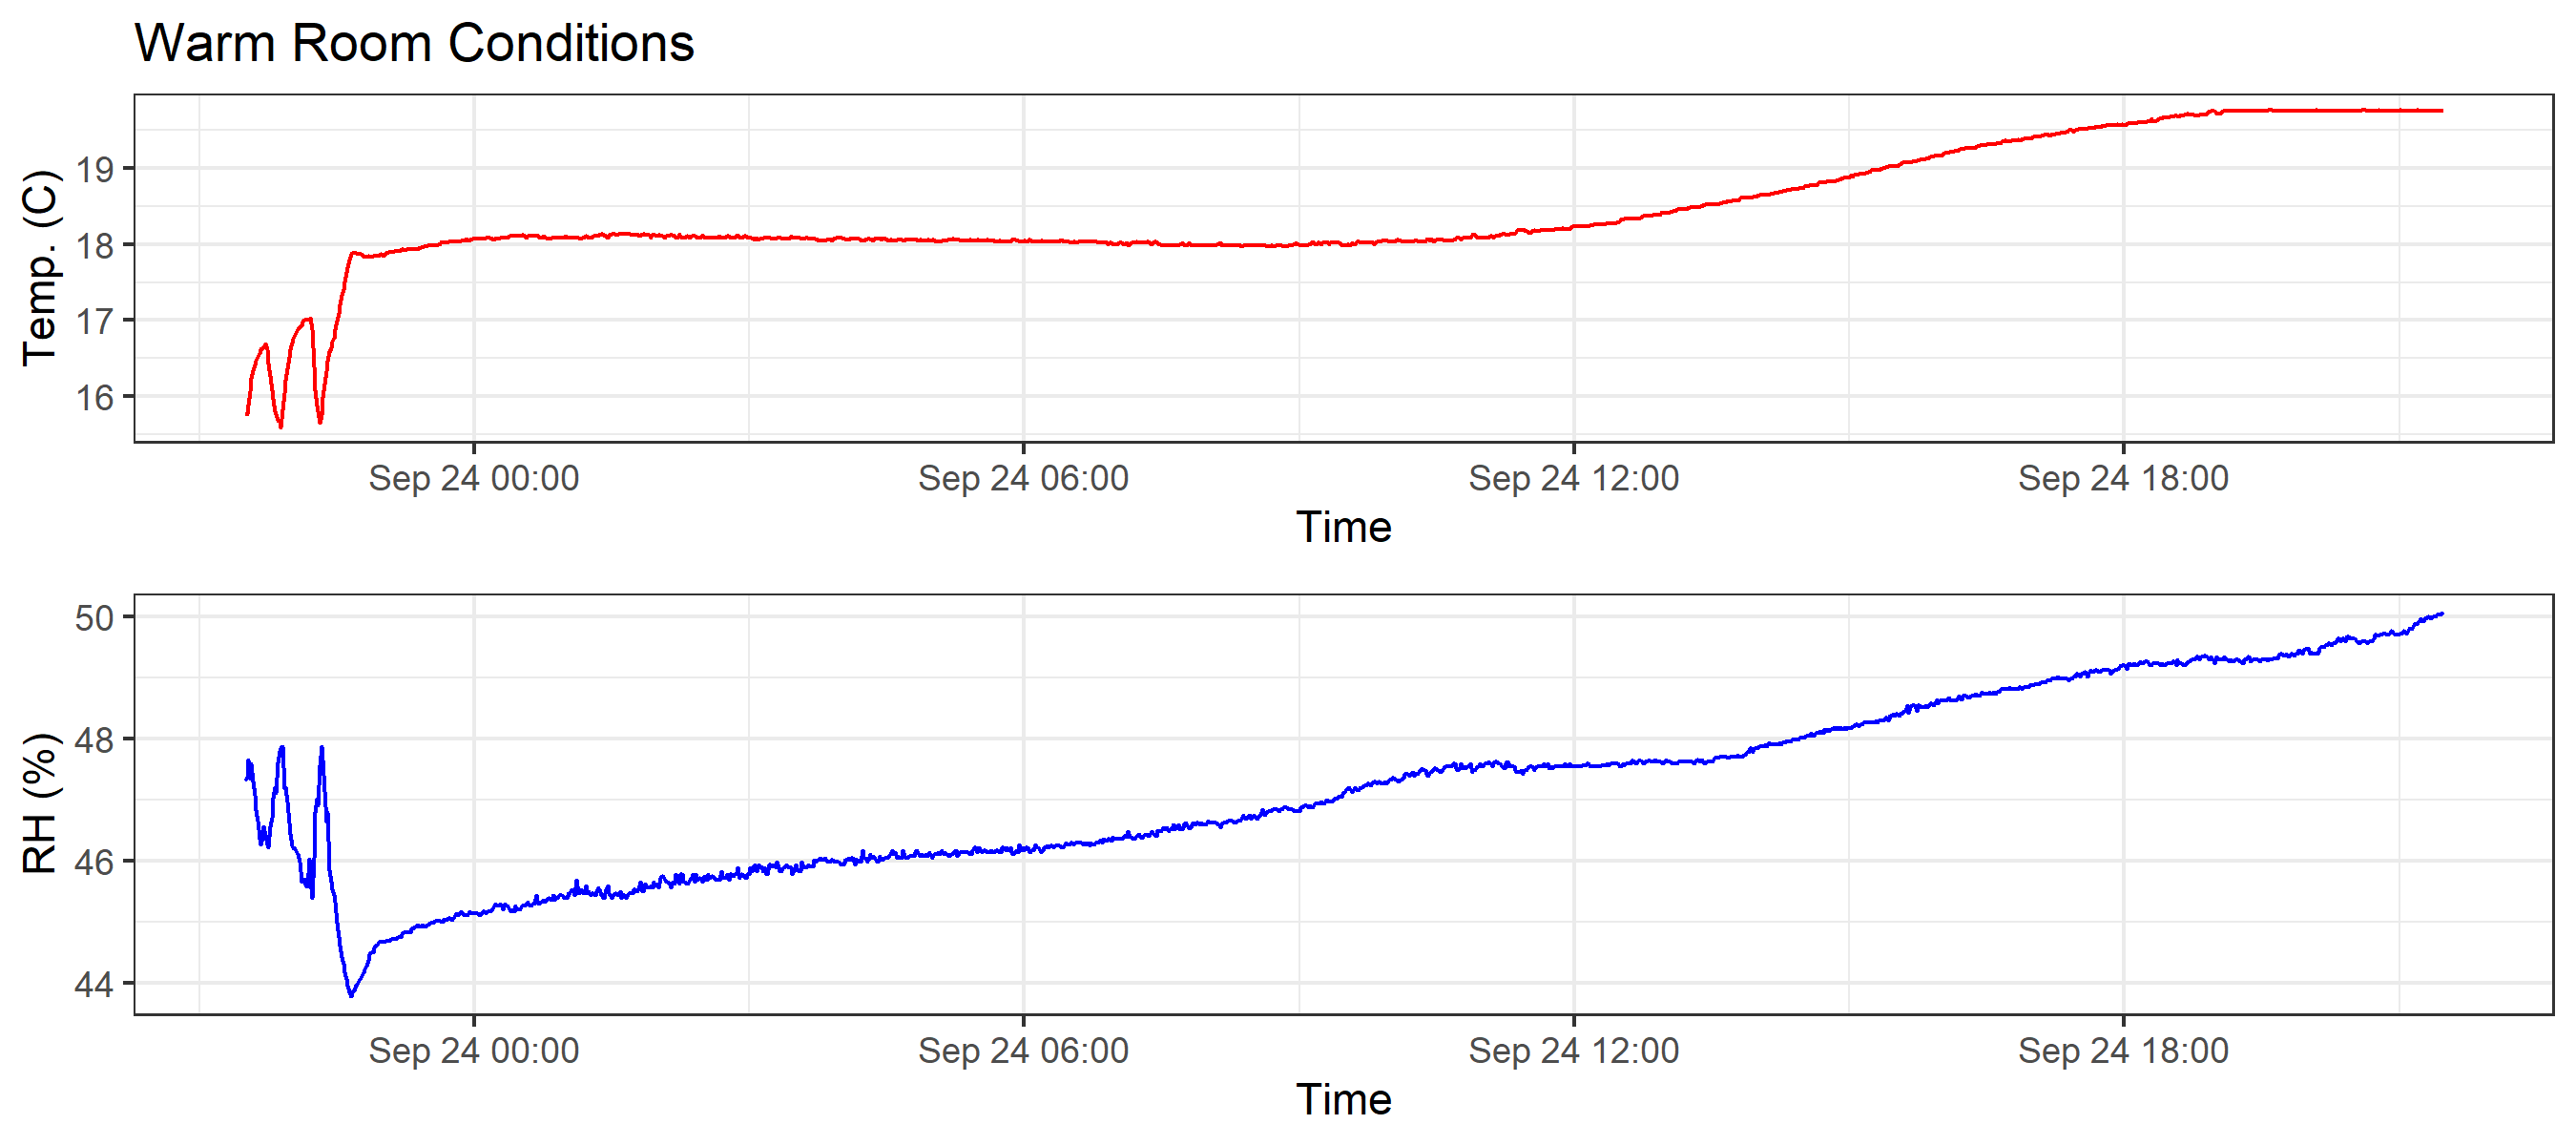 Warm Room Conditions
Temp. (C)
19
18
17
16
Sep 24 00:00 Sep 24 06:00 Sep 24 12:00 Sep 24 18:00
Time
RH (%)
50
48
46
44
Sep 24 00:00 Sep 24 06:00 Sep 24 12:00 Sep 24 18:00
Time